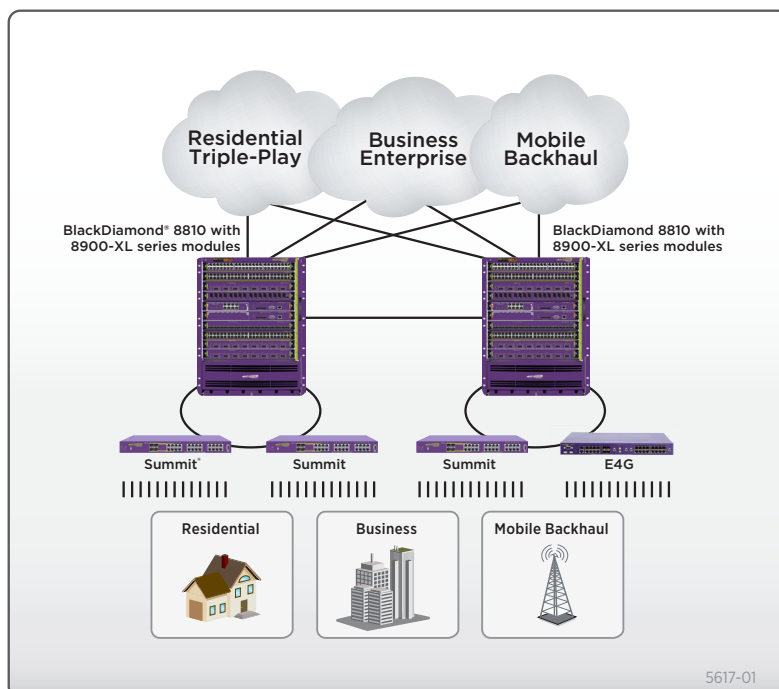 Residential
Triple-Play
Business
Enterprise
Mobile
Backhaul
BlackDiamond® 8810 with
8900-XL series modules
BlackDiamond 8810 with
8900-XL series modules
Summit®
Summit
Summit
E4G
Residential
Business
Mobile Backhaul
5617-01